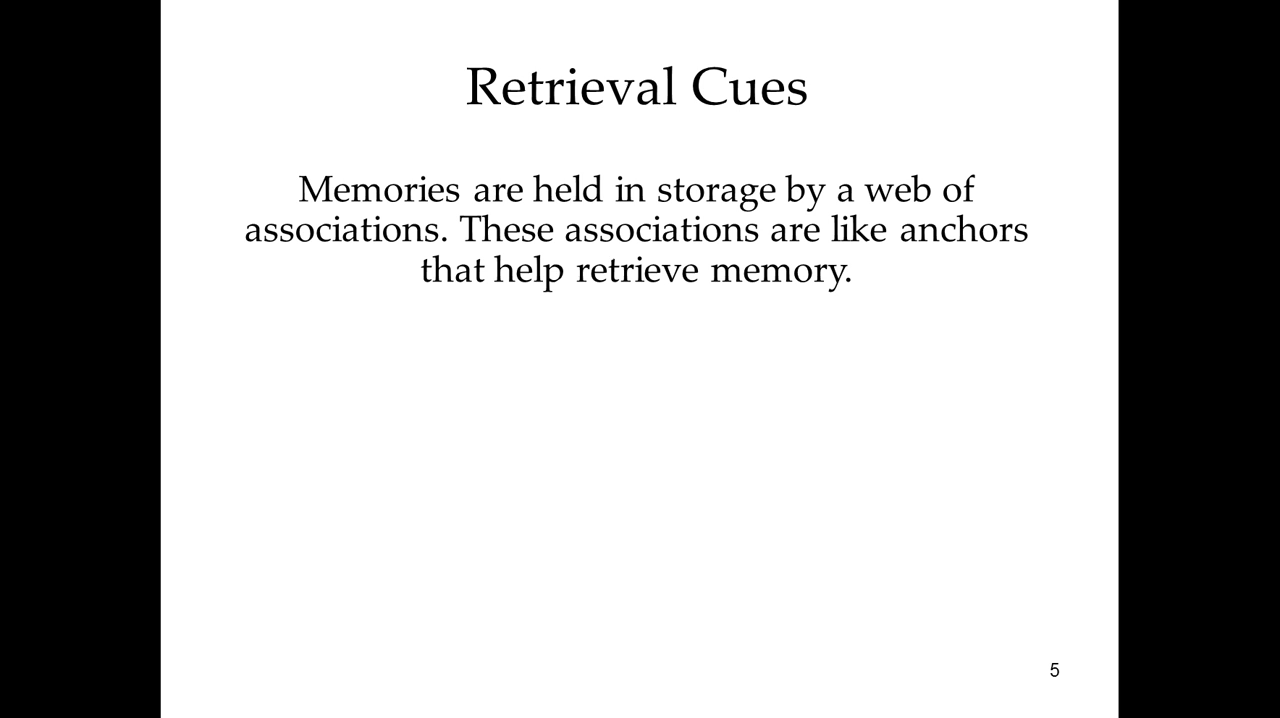 Retrieval Cues
Memories are held in storage by a web of
associations. These associations are like anchors
that help retrieve memory.
5